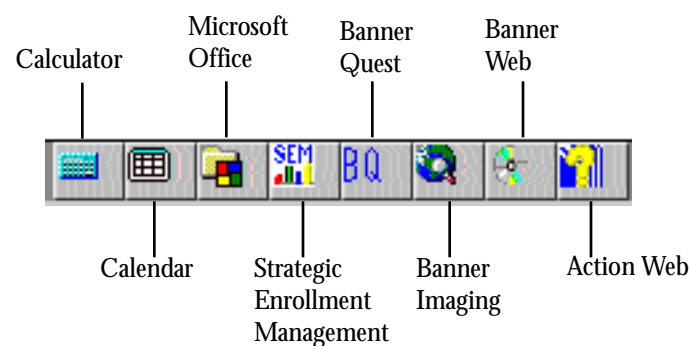 Calculator
Microsoft
Office
Banner
Quest
Banner
Web
SEM
BQ
?
Calendar
Strategic
Enrollment
Management
Banner
Imaging
Action Web